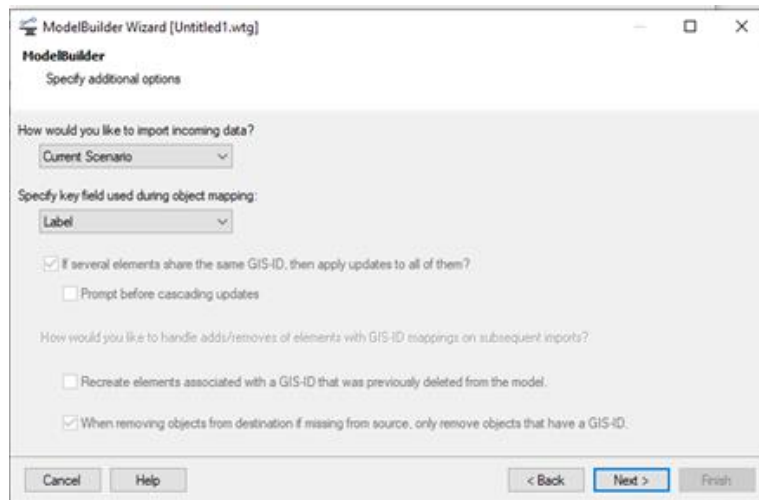 ModelBuilder Wizard [Untitled1.wtg]
ModelBuilder
Specify additional options
How would you like to import incoming data?
Current Scenario
Specify key field used during object mapping:
Label
If several elements share the same GIS-ID, then apply updates to all of them?
Prompt before cascading updates
How would you like to handle adds/removes of elements with GIS-ID mappings on subsequent imports?
Recreate elements associated with a GIS-ID that was previously deleted from the model.
When removing objects from destination if missing from source, only remove objects that have a GIS-ID.
Cancel Help < Back Next > Finish